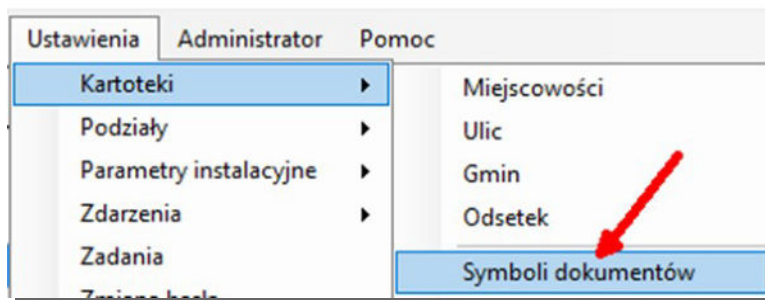 Ustawienia Administrator Pomoc
Kartoteki
Podziały
Parametry instalacyjne
Zdarzenia
Zadania
Miejscowości
Ulic
Gmin
Odsetek
Symboli dokumentów